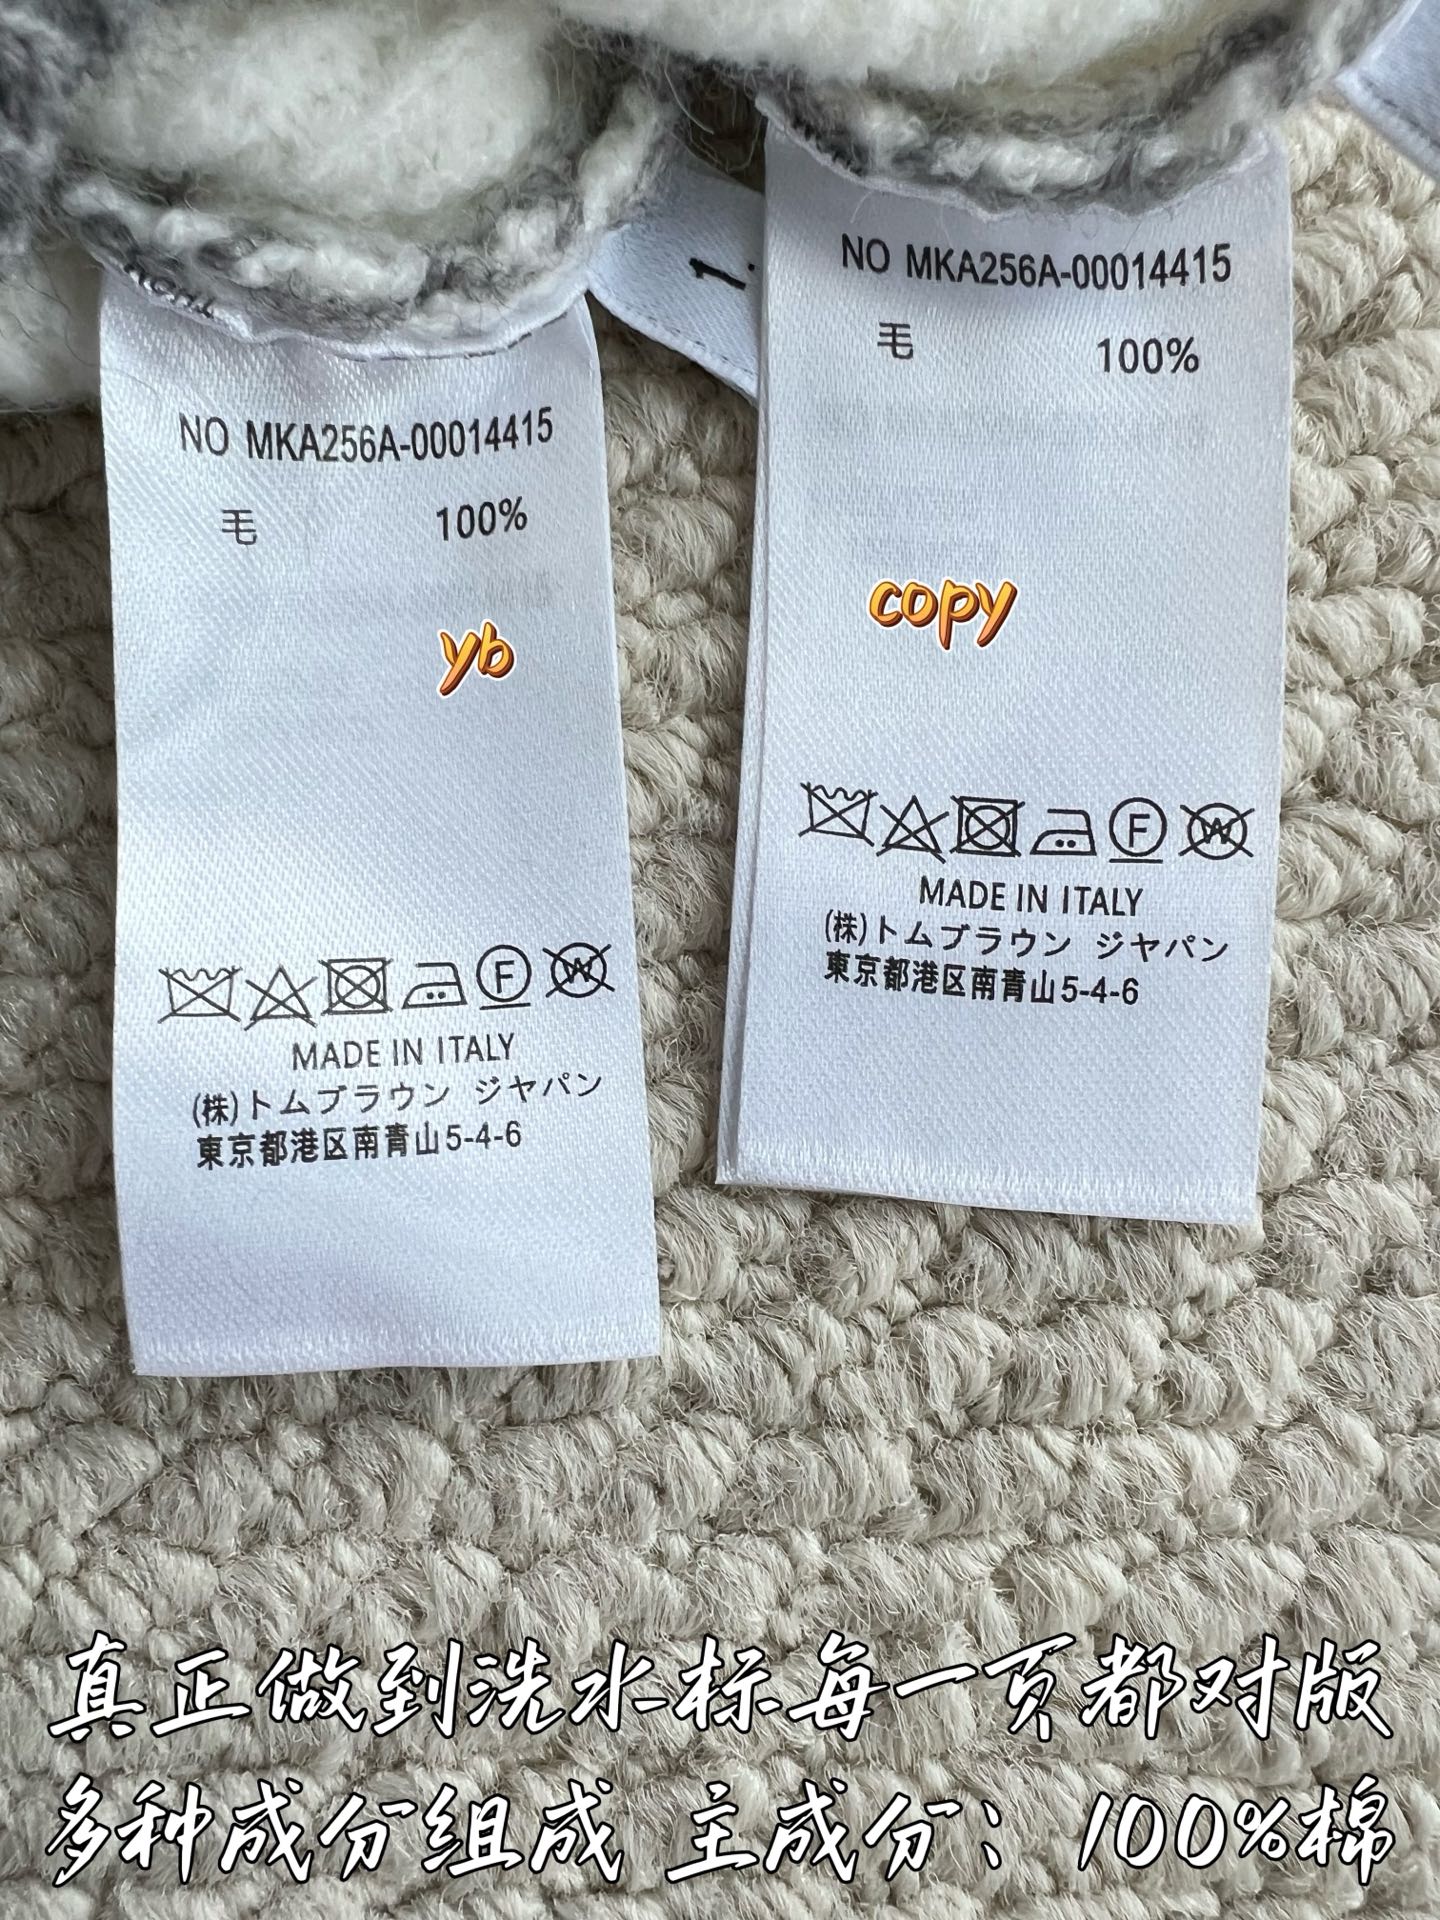 NO MKA256A-00014415
毛 100%
yb
W
F
MADE IN ITALY
(株)トムブラウン ジャパン
東京都港区南青山5-4-6
NO MKA256A-00014415
毛 100%
copy
F
W
MADE IN ITALY
(株)トムブラウン ジャパン
東京都港区南青山5-4-6
真正做到洗水标每一页都对版
多种成分组成 主成分：100%棉